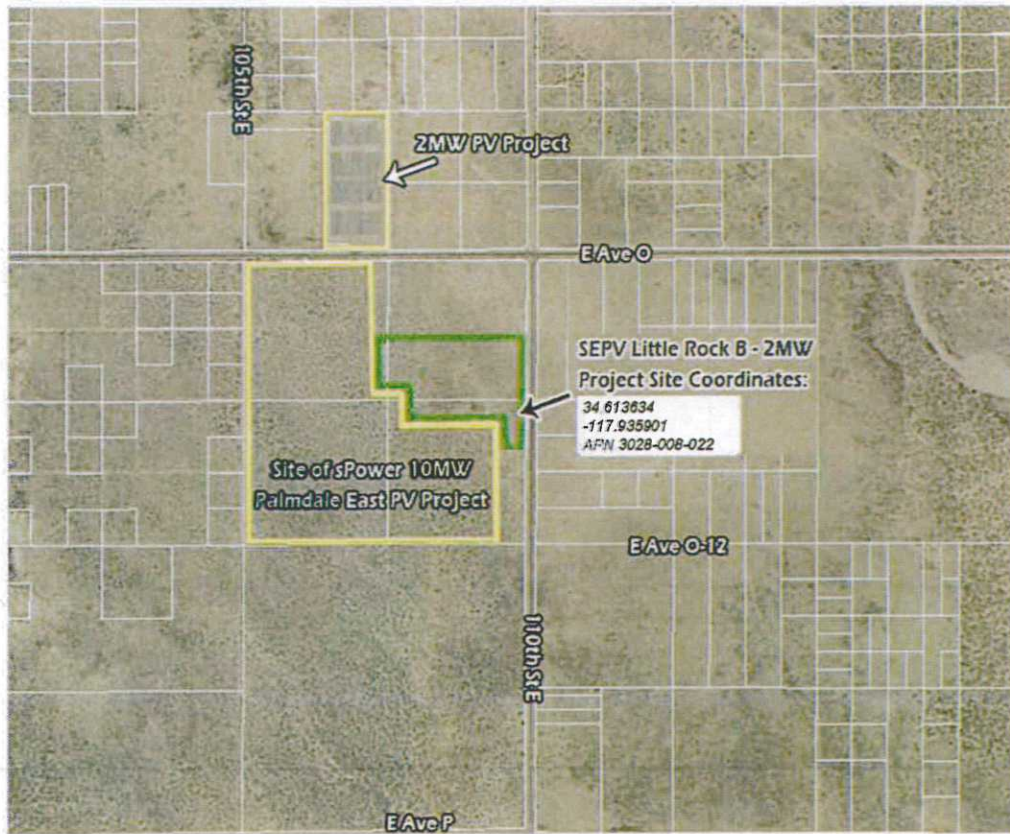 105th St E
2MW PV Project
E Ave O
SEPV Little Rock B - 2MW
Project Site Coordinates:
34.613634
-117.935901
APN 3028-008-022
Site of sPower 10MW
Palmdale East PV Project
E Ave O-12
110th St E
E Ave P